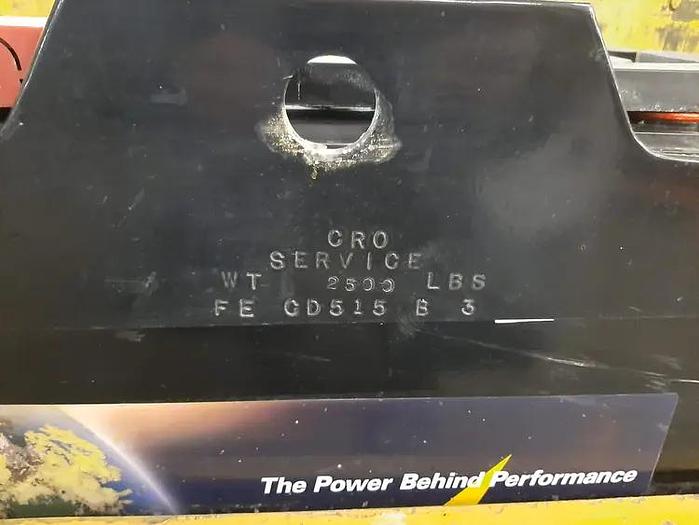 CRO
SERVICE
WT 2500 LBS
FE CD515 B 3
The Power Behind Performance